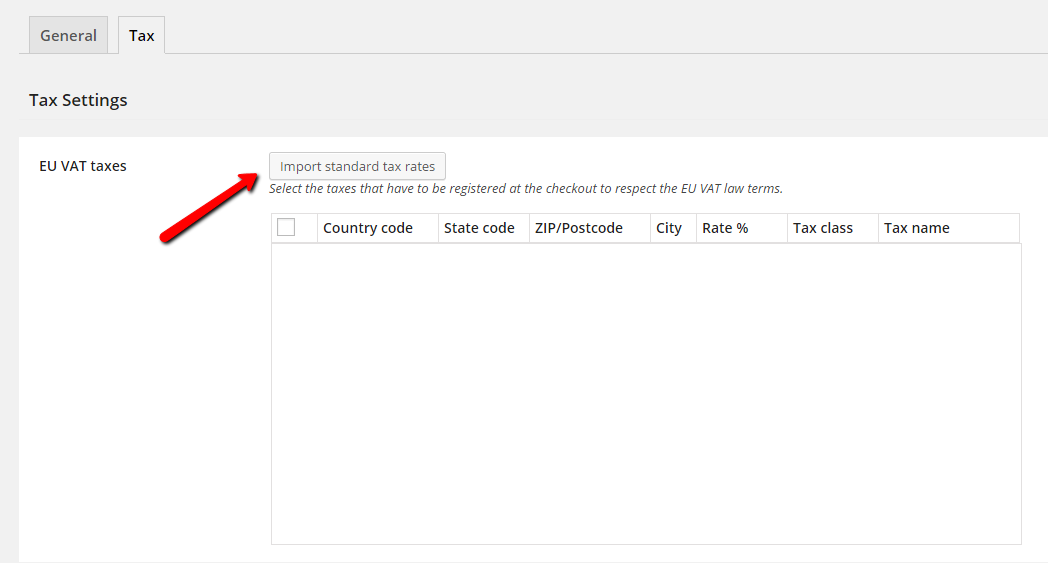 General Tax
Tax Settings
EU VAT taxes Import standard tax rates
Select the taxes that have to be registered at the checkout to respect the EU VAT law terms.
Country code State code ZIP/Postcode City Rate % Tax class Tax name